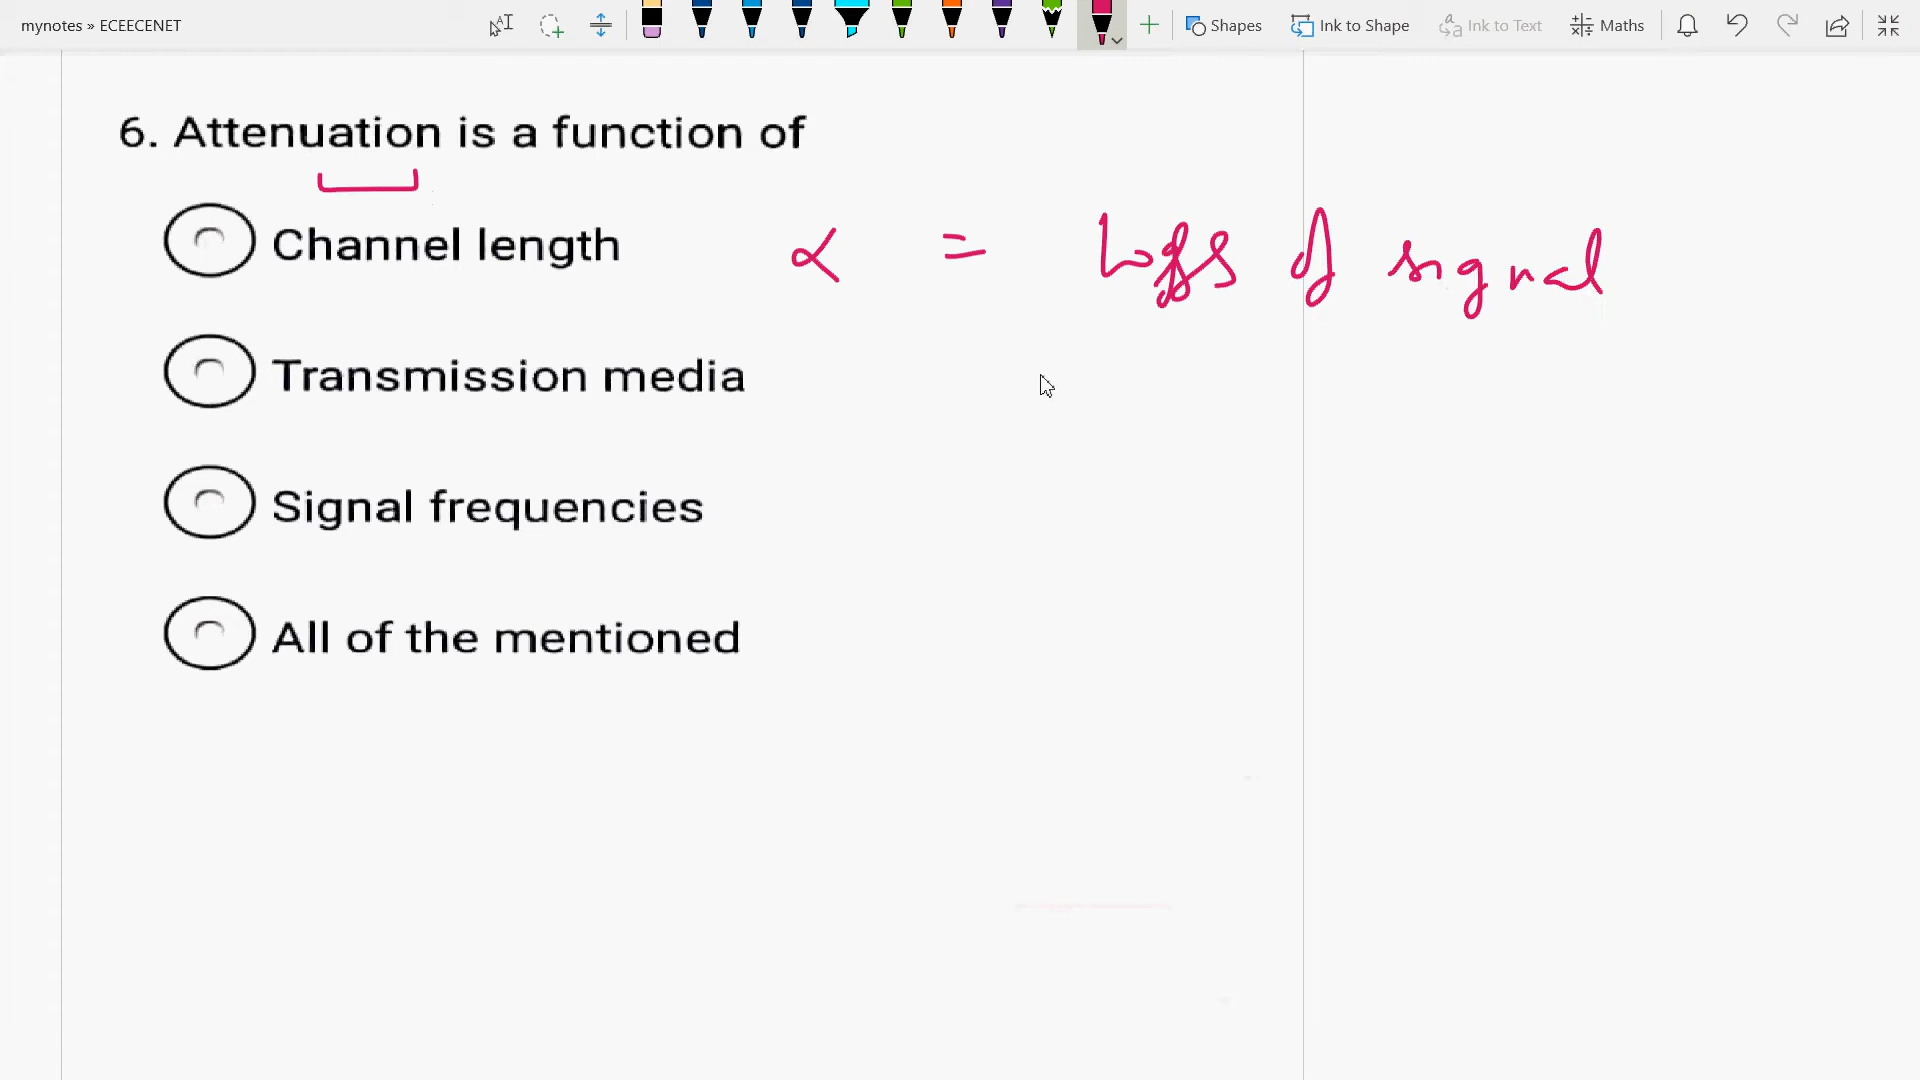 mynotes » ECEECENET
Shapes
Ink to Shape
Ink to Text
Maths
6. Attenuation is a function of
Channel length
α = Loss of signal
Transmission media
Signal frequencies
All of the mentioned